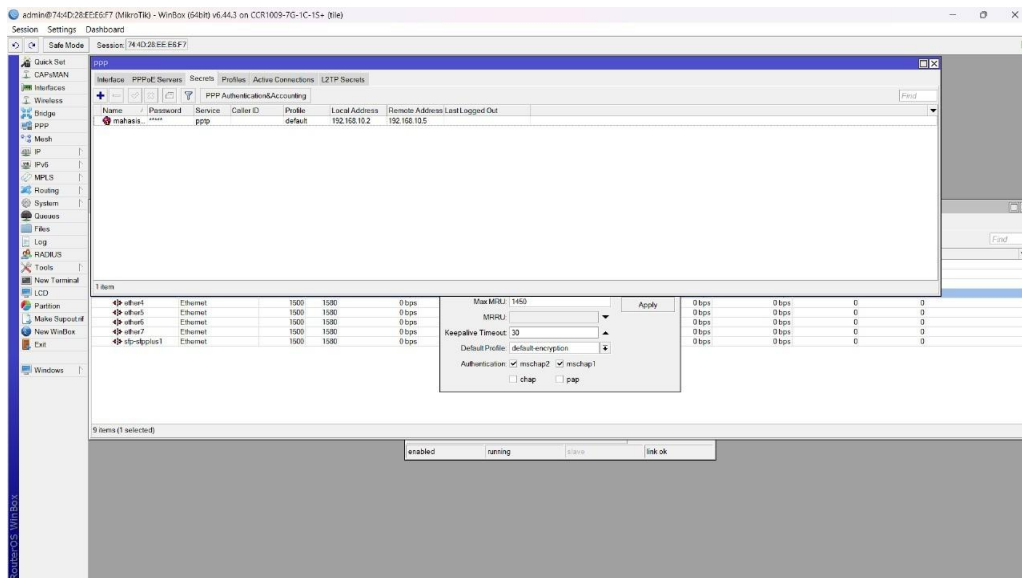 admin@74:4D:28:EE:E6:F7 (MikroTik) - WinBox (64bit) v6.44.3 on CCR1009-7G-1C-1S+ (tile)
Session Settings Dashboard
Safe Mode Session: 74:4D:28:EE:E6:F7
Quick Set
CAPsMAN
Interfaces
Wireless
Bridge
PPP
Mesh
IP
IPv6
MPLS
Routing
System
Queues
Files
Log
RADIUS
Tools
New Terminal
LCD
Partition
Make Supout.rif
New WinBox
Exit
Windows
RouterOS WinBox
PPP
Interface PPPoE Servers Secrets Profiles Active Connections L2TP Secrets
PPP Authentication&Accounting Find
Name Password Service Caller ID Profile Local Address Remote Address Last Logged Out
mahasis... ***** pptp default 192.168.10.2 192.168.10.5
1 item
Find
ether4 Ethernet 1500 1580 0 bps 0 bps 0 bps 0 0
ether5 Ethernet 1500 1580 0 bps 0 bps 0 bps 0 0
ether6 Ethernet 1500 1580 0 bps 0 bps 0 bps 0 0
ether7 Ethernet 1500 1580 0 bps 0 bps 0 bps 0 0
sfp-sfpplus1 Ethernet 1500 1580 0 bps 0 bps 0 bps 0 0
Max MRU: 1450 Apply
MRRU:
Keepalive Timeout: 30
Default Profile: default-encryption
Authentication: mschap2 mschap1
chap pap
9 items (1 selected)
enabled running slave link ok